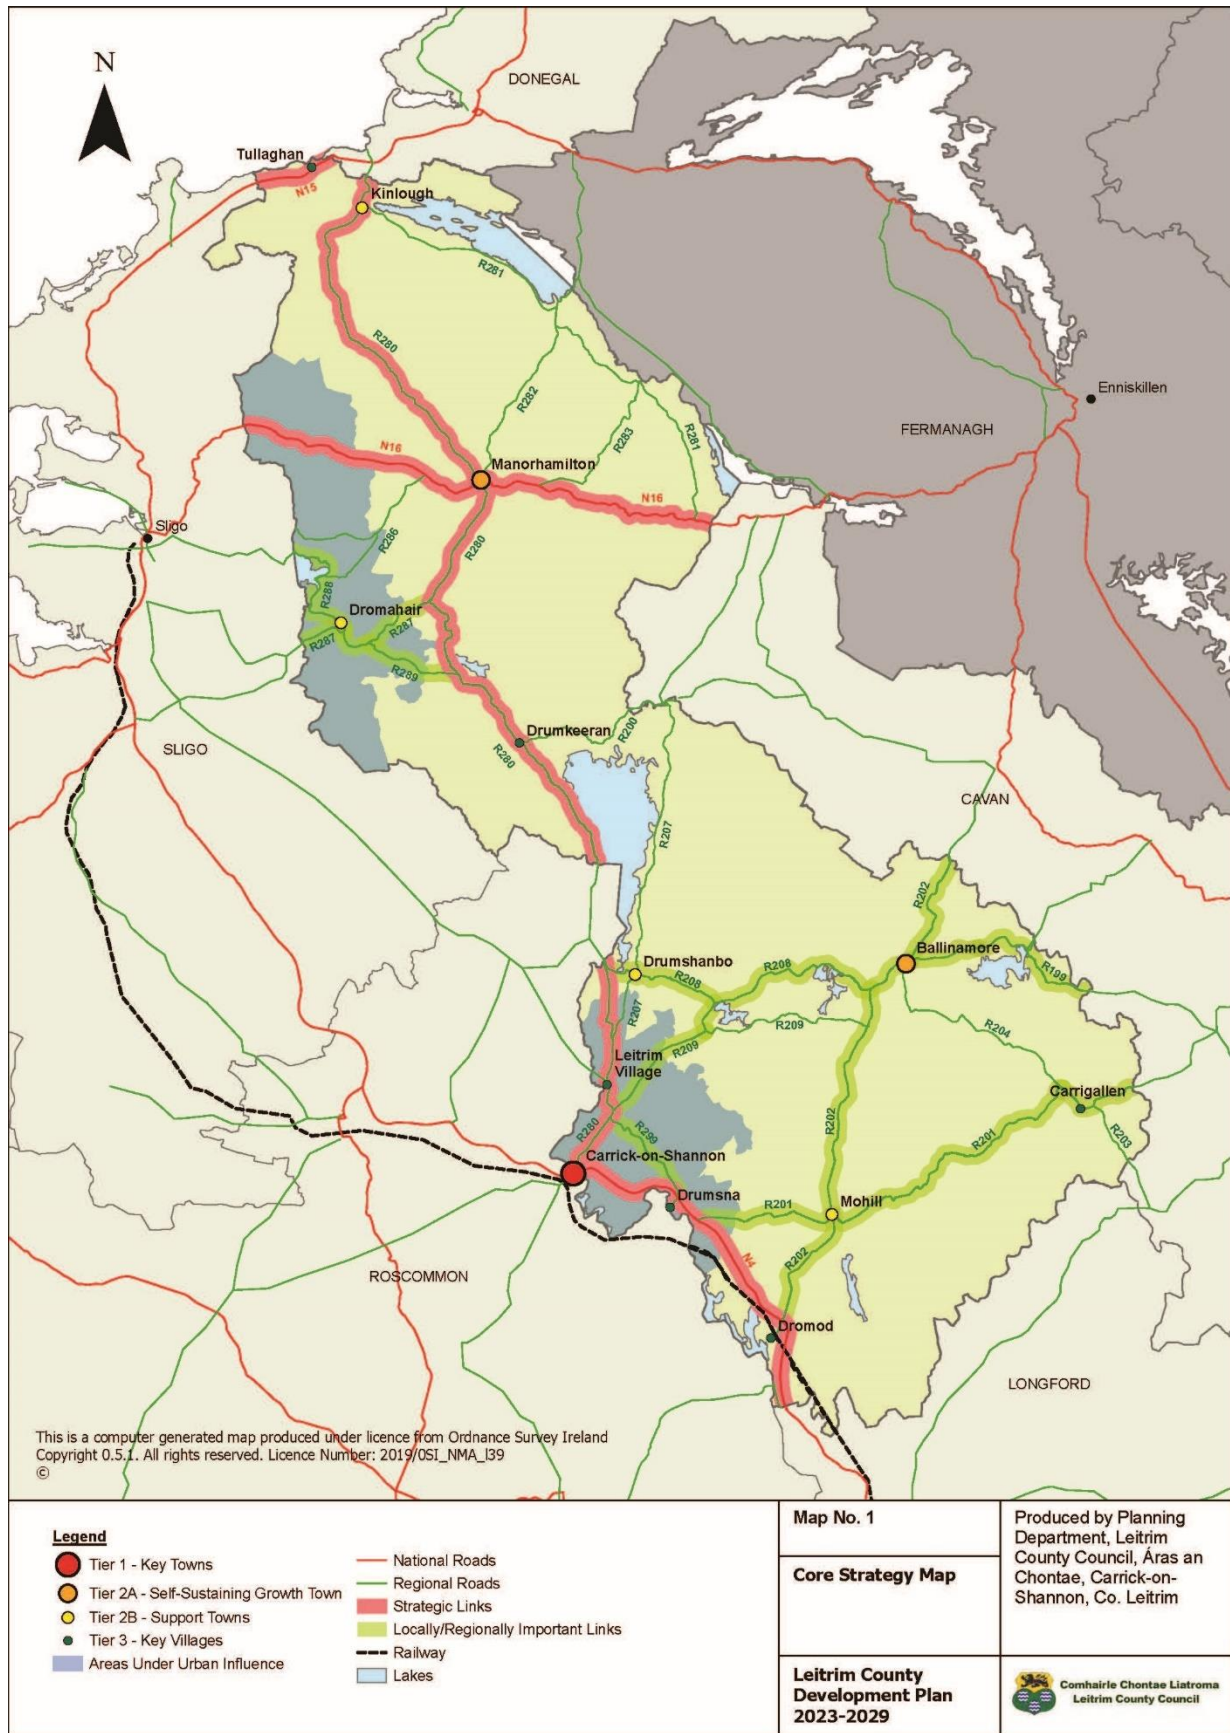 N
DONEGAL
Tullaghan
N15
Kinlough
R281
R280
R282
Enniskillen
R283
R281
FERMANAGH
N16
Manorhamilton
N16
Sligo
R286
R280
R288
Dromahair
R287
R287
R289
Drumkeeran
R200
SLIGO
R280
CAVAN
R207
R202
Ballinamore
Drumshanbo
R208
R208
R199
R207
R209
R204
R209
Leitrim
Village
Carrigallen
R202
R280
R299
R201
R203
Carrick-on-Shannon
Drumsna
R201
Mohill
N4
R202
ROSCOMMON
Dromod
LONGFORD
This is a computer generated map produced under licence from Ordnance Survey Ireland
Copyright 0.5.1. All rights reserved. Licence Number: 2019/0SI_NMA_l39
©
Legend
Tier 1 - Key Towns
Tier 2A - Self-Sustaining Growth Town
Tier 2B - Support Towns
Tier 3 - Key Villages
Areas Under Urban Influence
National Roads
Regional Roads
Strategic Links
Locally/Regionally Important Links
Railway
Lakes
Map No. 1
Core Strategy Map
Leitrim County
Development Plan
2023-2029
Produced by Planning
Department, Leitrim
County Council, Áras an
Chontae, Carrick-on-
Shannon, Co. Leitrim
Comhairle Chontae Liatroma
Leitrim County Council